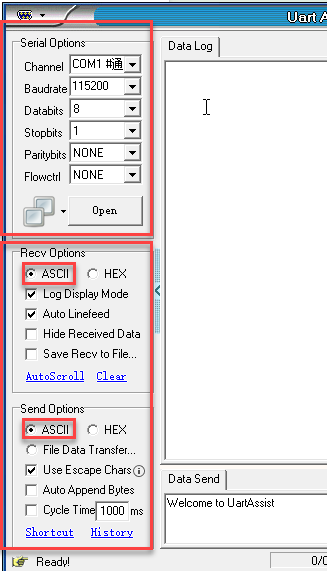 Uart Assist
Serial Options
Channel COM1 #通
Baudrate 115200
Databits 8
Stopbits 1
Paritybits NONE
Flowctrl NONE
Open
Recv Options
ASCII HEX
Log Display Mode
Auto Linefeed
Hide Received Data
Save Recv to File...
AutoScroll Clear
Send Options
ASCII HEX
File Data Transfer...
Use Escape Chars
Auto Append Bytes
Cycle Time 1000 ms
Shortcut History
Data Log
Data Send
Welcome to UartAssist
Ready!
0/0